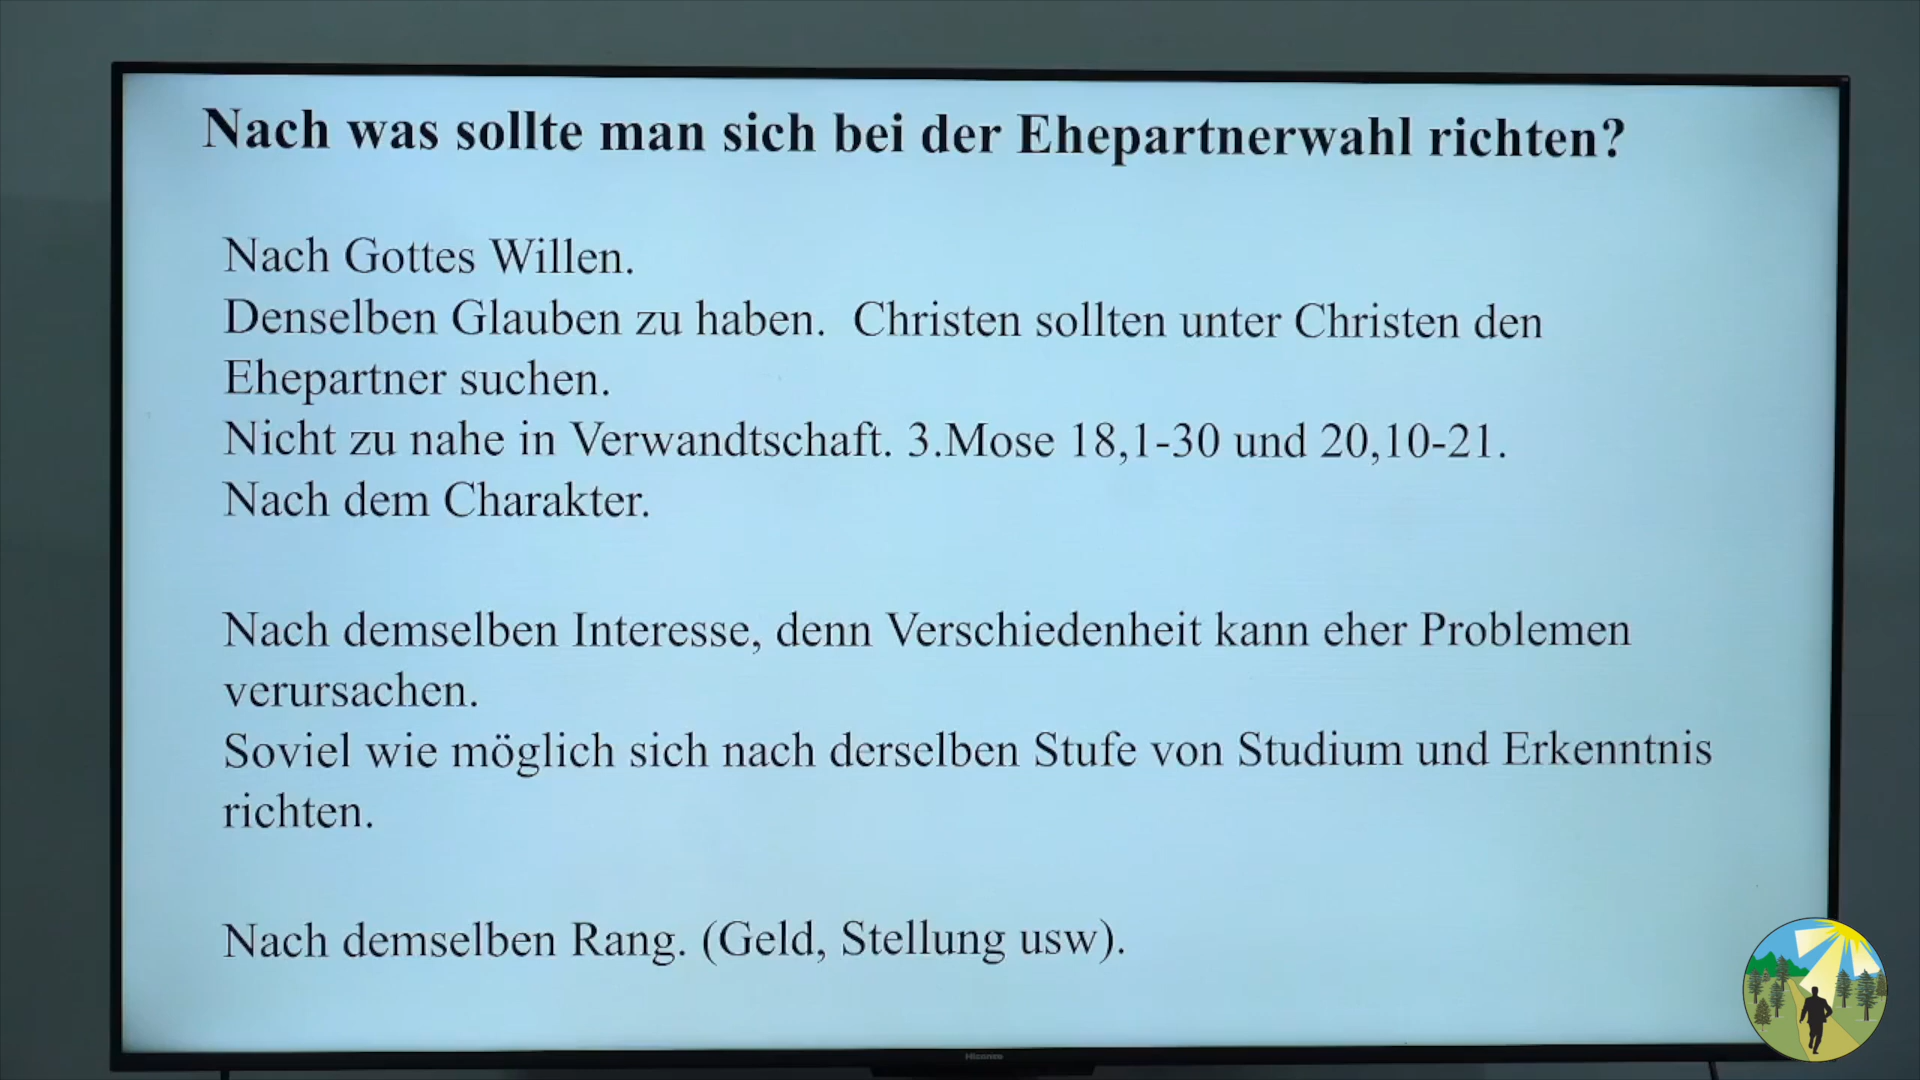 Nach was sollte man sich bei der Ehepartnerwahl richten?
Nach Gottes Willen.
Denselben Glauben zu haben.  Christen sollten unter Christen den
Ehepartner suchen.
Nicht zu nahe in Verwandtschaft. 3.Mose 18,1-30 und 20,10-21.
Nach dem Charakter.
Nach demselben Interesse, denn Verschiedenheit kann eher Problemen
verursachen.
Soviel wie möglich sich nach derselben Stufe von Studium und Erkenntnis
richten.
Nach demselben Rang. (Geld, Stellung usw).
Hisense